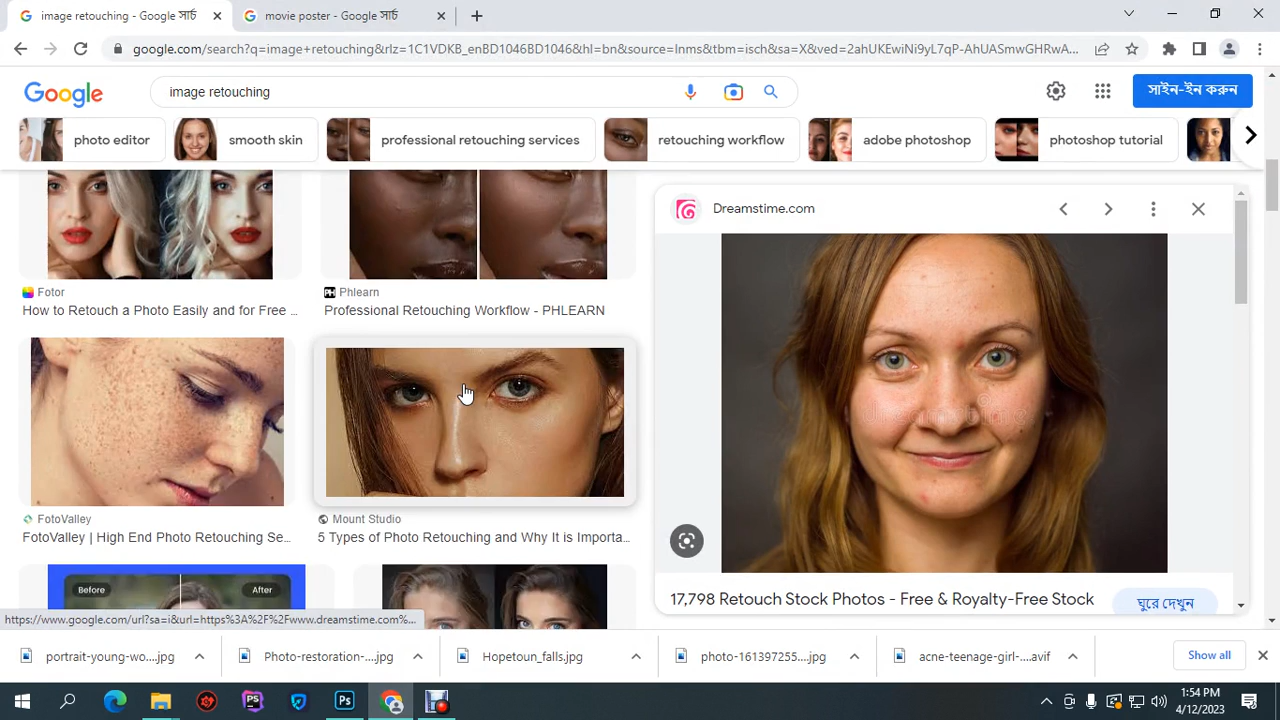 image retouching - Google সার্চ
movie poster - Google সার্চ
google.com/search?q=image+retouching&rlz=1C1VDKB_enBD1046BD1046&hl=bn&source=lnms&tbm=isch&sa=X&ved=2ahUKEwiNi9yL7qP-AhUASmwGHRwA...
Google
image retouching
সাইন-ইন করুন
photo editor
smooth skin
professional retouching services
retouching workflow
adobe photoshop
photoshop tutorial
Dreamstime.com
Fotor
How to Retouch a Photo Easily and for Free ...
PH Phlearn
Professional Retouching Workflow - PHLEARN
FotoValley
FotoValley | High End Photo Retouching Se...
Mount Studio
5 Types of Photo Retouching and Why It is Importa...
Before
After
17,798 Retouch Stock Photos - Free & Royalty-Free Stock
ঘুরে দেখুন
https://www.google.com/url?sa=i&url=https%3A%2F%2Fwww.dreamstime.com%...
portrait-young-wo....jpg
Photo-restoration-....jpg
Hopetoun_falls.jpg
photo-161397255....jpg
acne-teenage-girl-....avif
Show all
PS
Ps
1:54 PM
4/12/2023